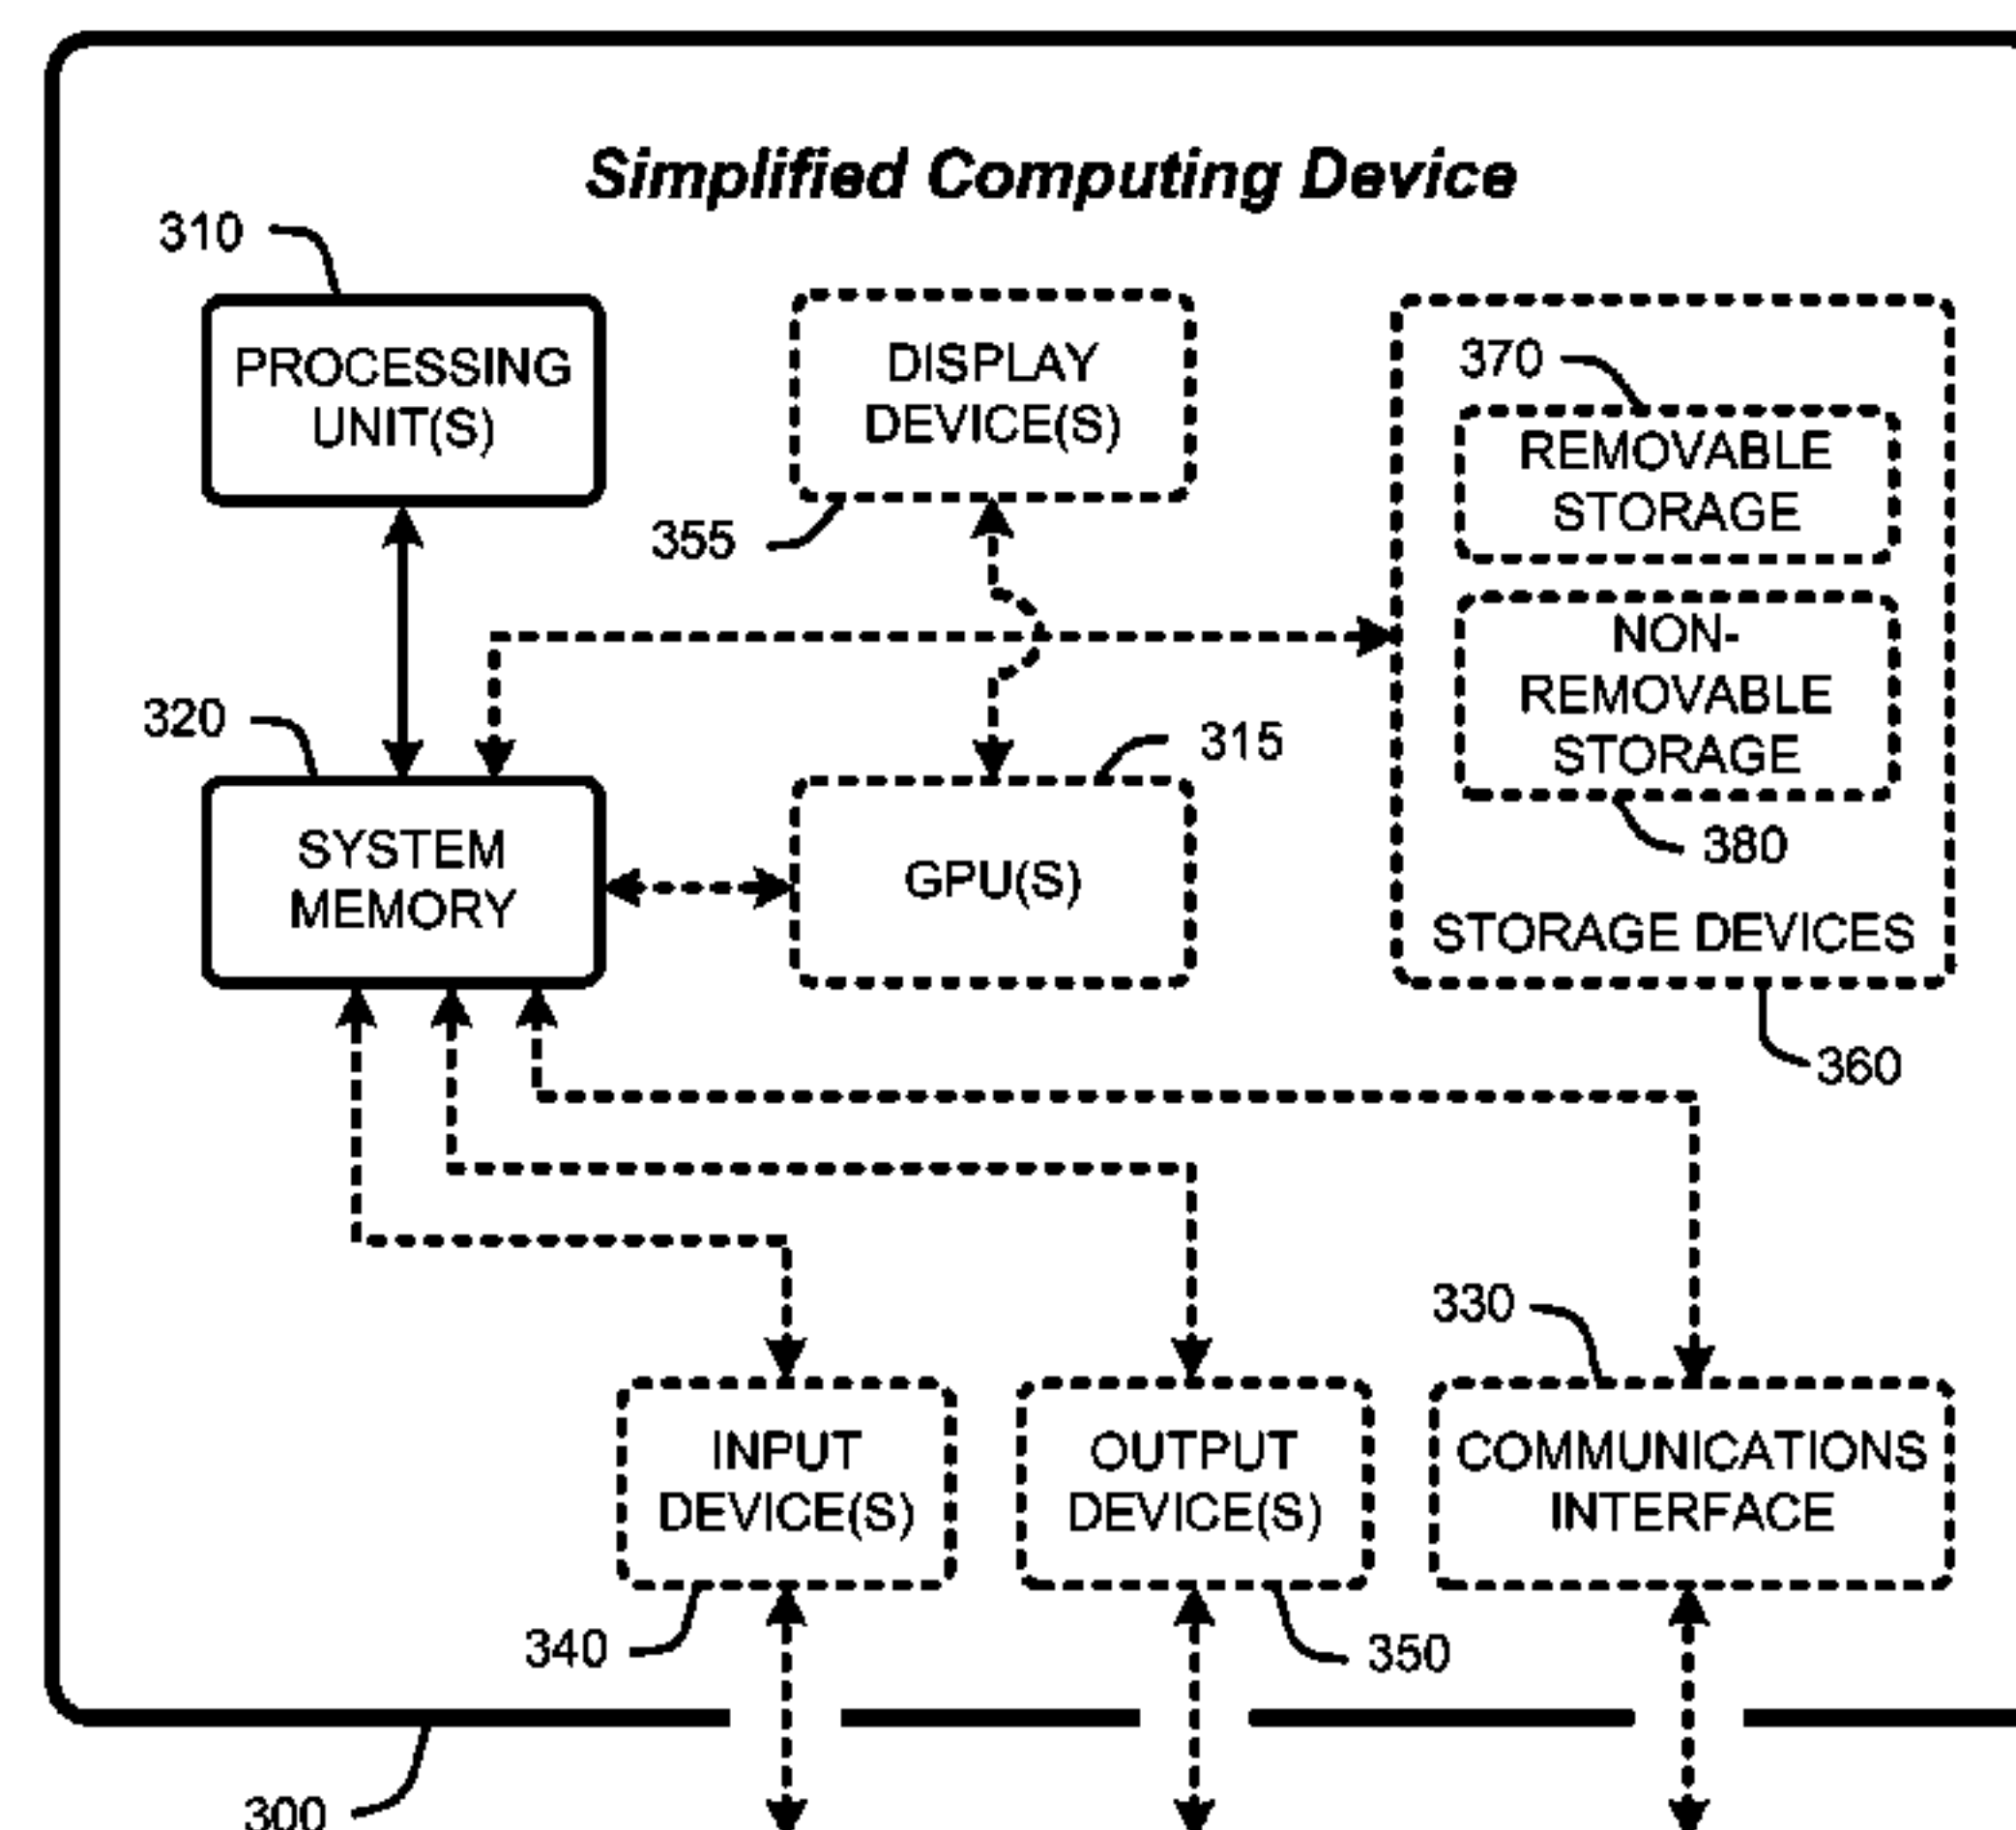 Simplified Computing Device
310
PROCESSING
UNIT(S)
DISPLAY
DEVICE(S)
355
370
REMOVABLE
STORAGE
NON-
REMOVABLE
STORAGE
380
STORAGE DEVICES
360
320
SYSTEM
MEMORY
315
GPU(S)
330
INPUT
DEVICE(S)
OUTPUT
DEVICE(S)
COMMUNICATIONS
INTERFACE
340
350
300